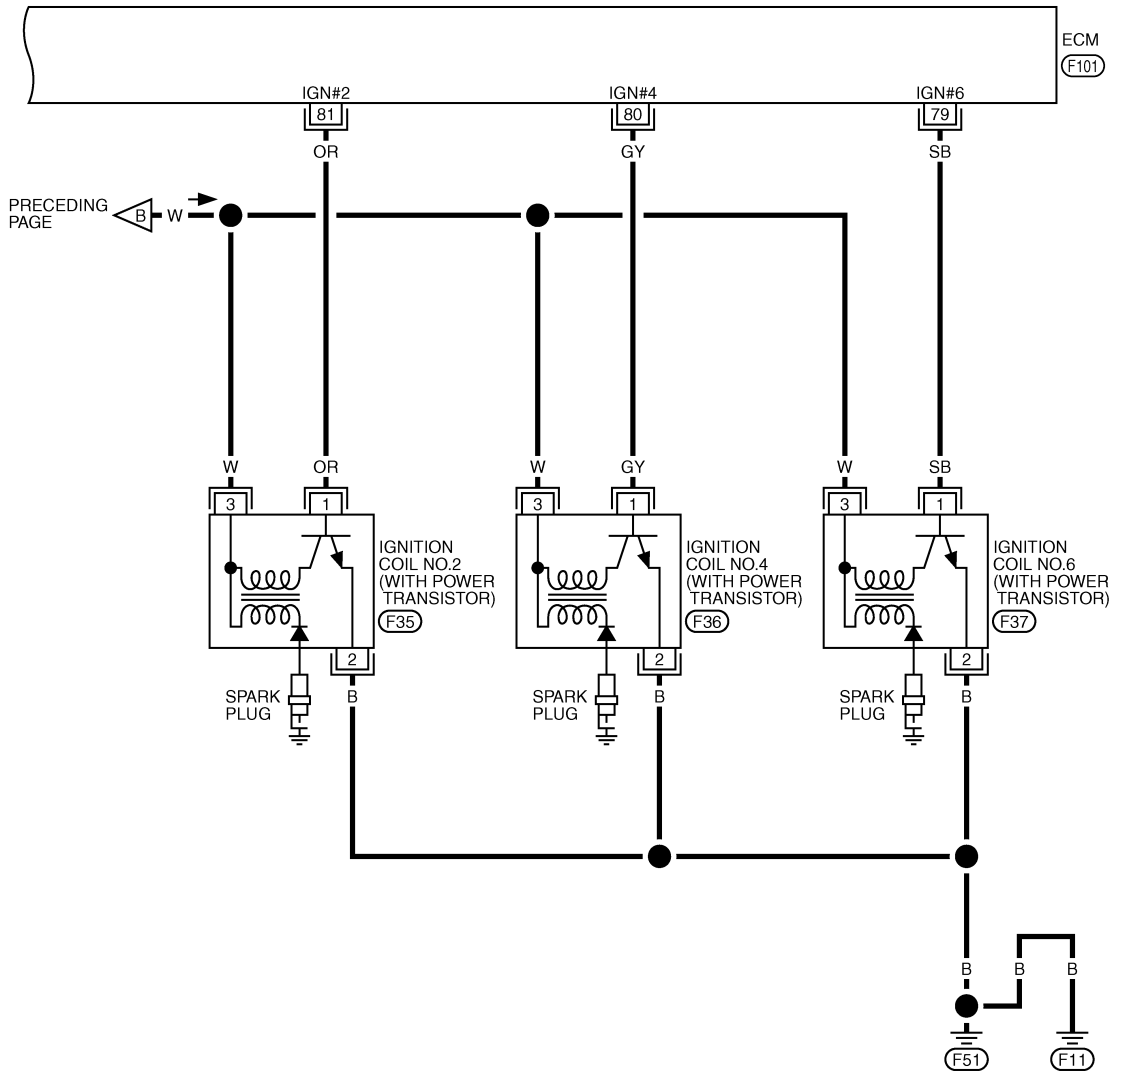 ECM
F101
IGN#2
IGN#4
IGN#6
81
80
79
OR
GY
SB
PRECEDING
PAGE
B
W
W
OR
W
GY
W
SB
3
1
3
1
3
1
IGNITION
COIL NO.2
(WITH POWER
TRANSISTOR)
F35
IGNITION
COIL NO.4
(WITH POWER
TRANSISTOR)
F36
IGNITION
COIL NO.6
(WITH POWER
TRANSISTOR)
F37
2
2
2
SPARK
PLUG
B
SPARK
PLUG
B
SPARK
PLUG
B
B
B
B
F51
F11